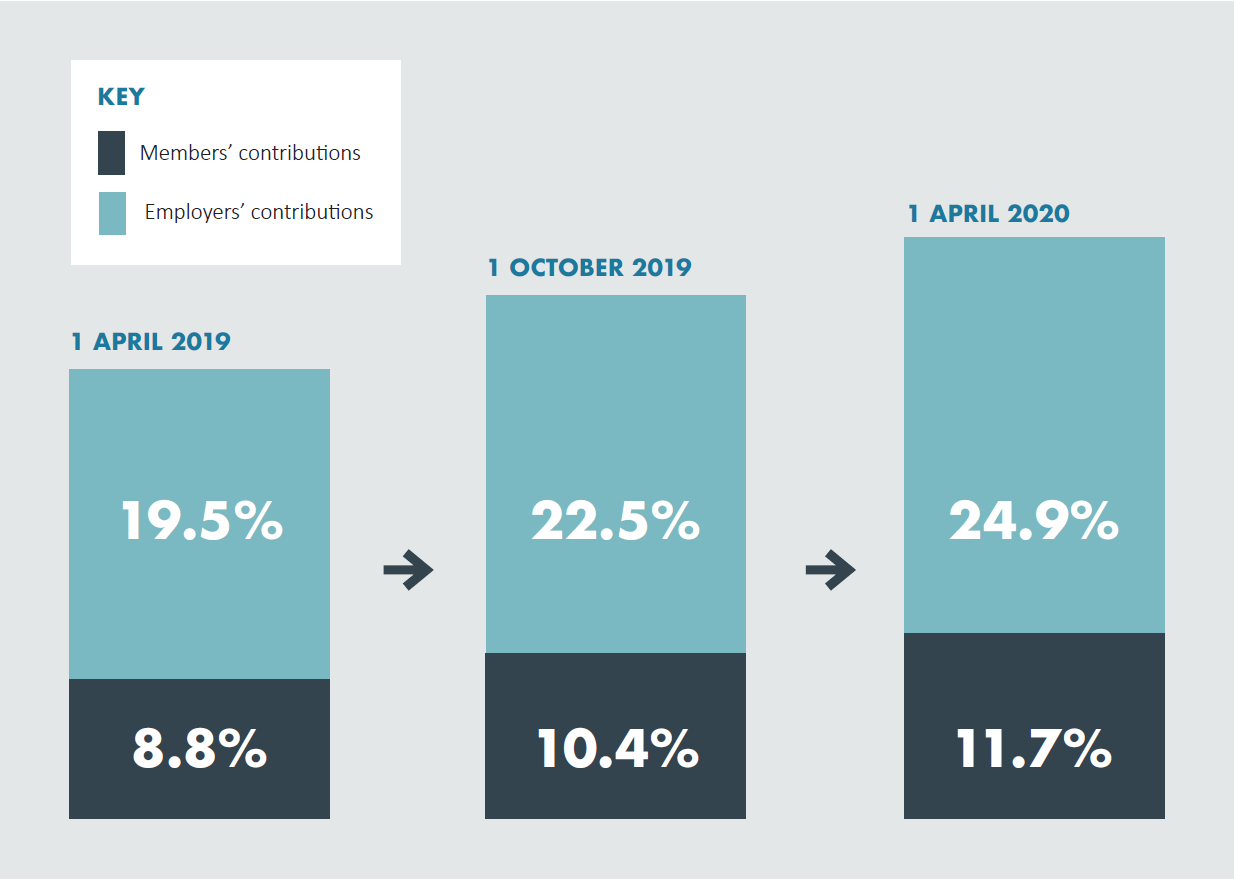 KEY
Members’ contributions
Employers’ contributions
1 APRIL 2019
19.5%
8.8%
1 OCTOBER 2019
22.5%
10.4%
1 APRIL 2020
24.9%
11.7%